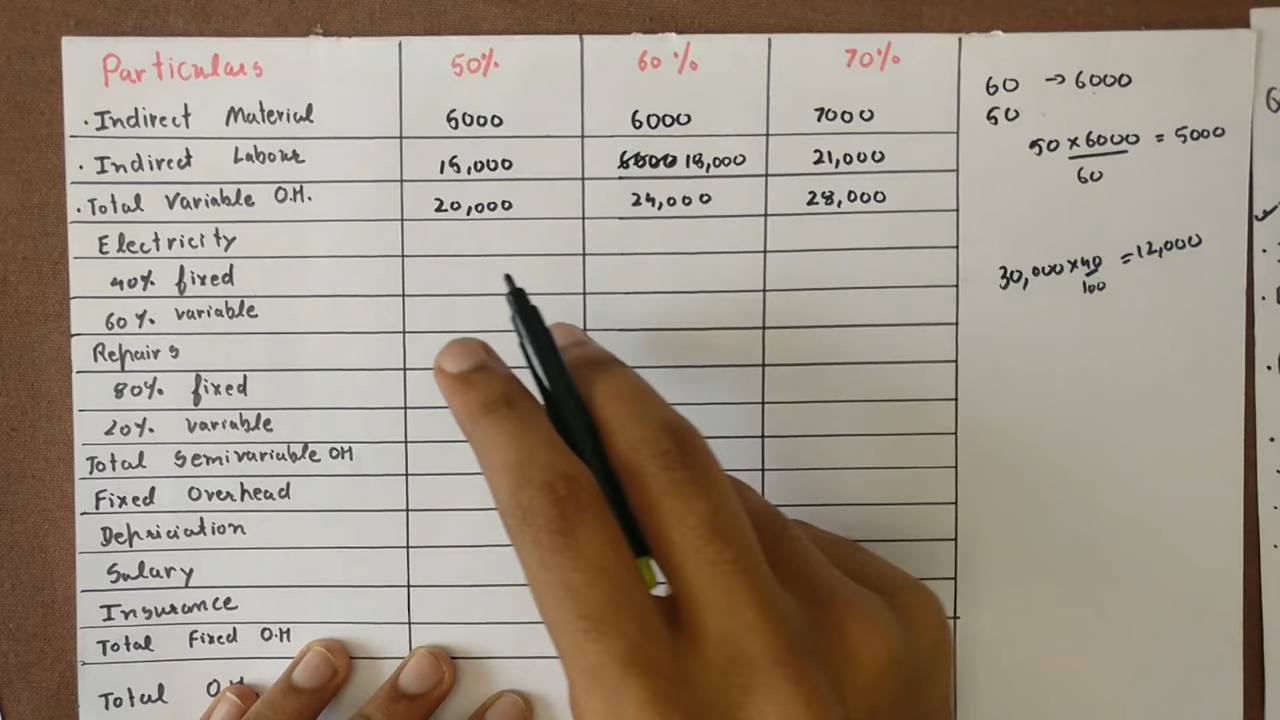 Particulars 50% 60% 70%
. Indirect Material 5000 6000 7000
. Indirect Labour 15,000 18,000 21,000
. Total Variable O.H. 20,000 24,000 28,000
Electricity
40% fixed
60% variable
Repairs
80% fixed
20% variable
Total semivariable OH
Fixed Overhead
Depriciation
Salary
Insurance
Total Fixed O.H
Total
60 → 6000
50
50 x 6000 = 5000
60
30,000 x 40 = 12,000
100